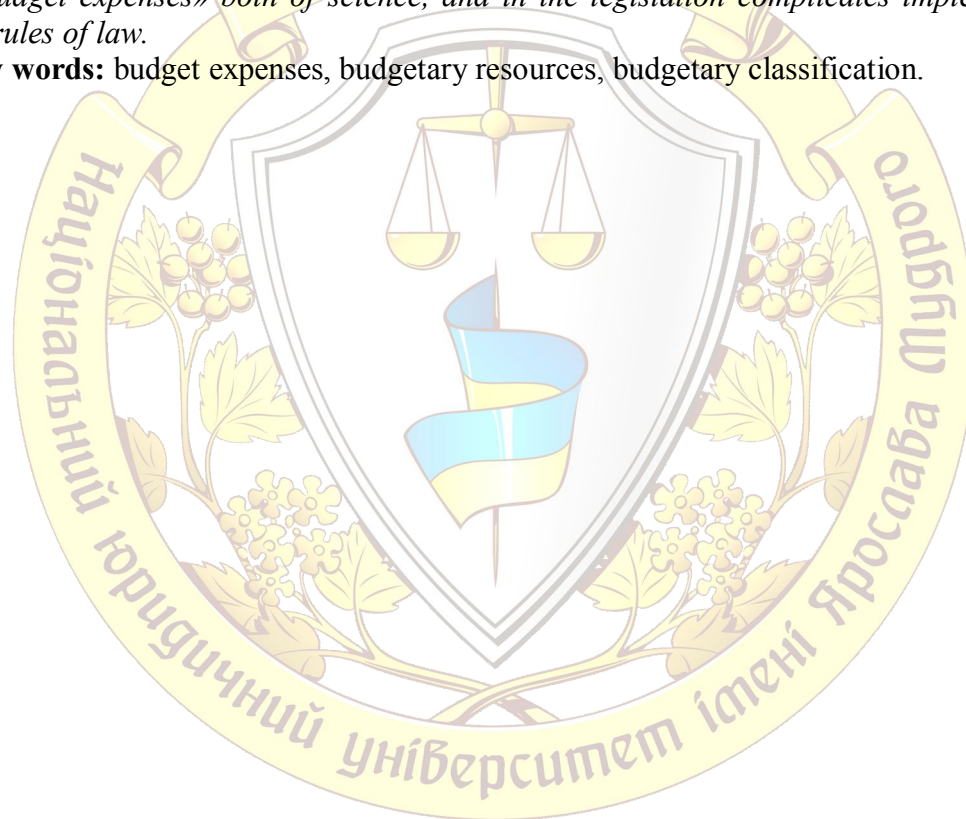 udget expenses» both of science, and in the legislation complicates imple
rules of law.
y words: budget expenses, budgetary resources, budgetary classification.
Національний юридичний університет імені Ярослава Мудрого